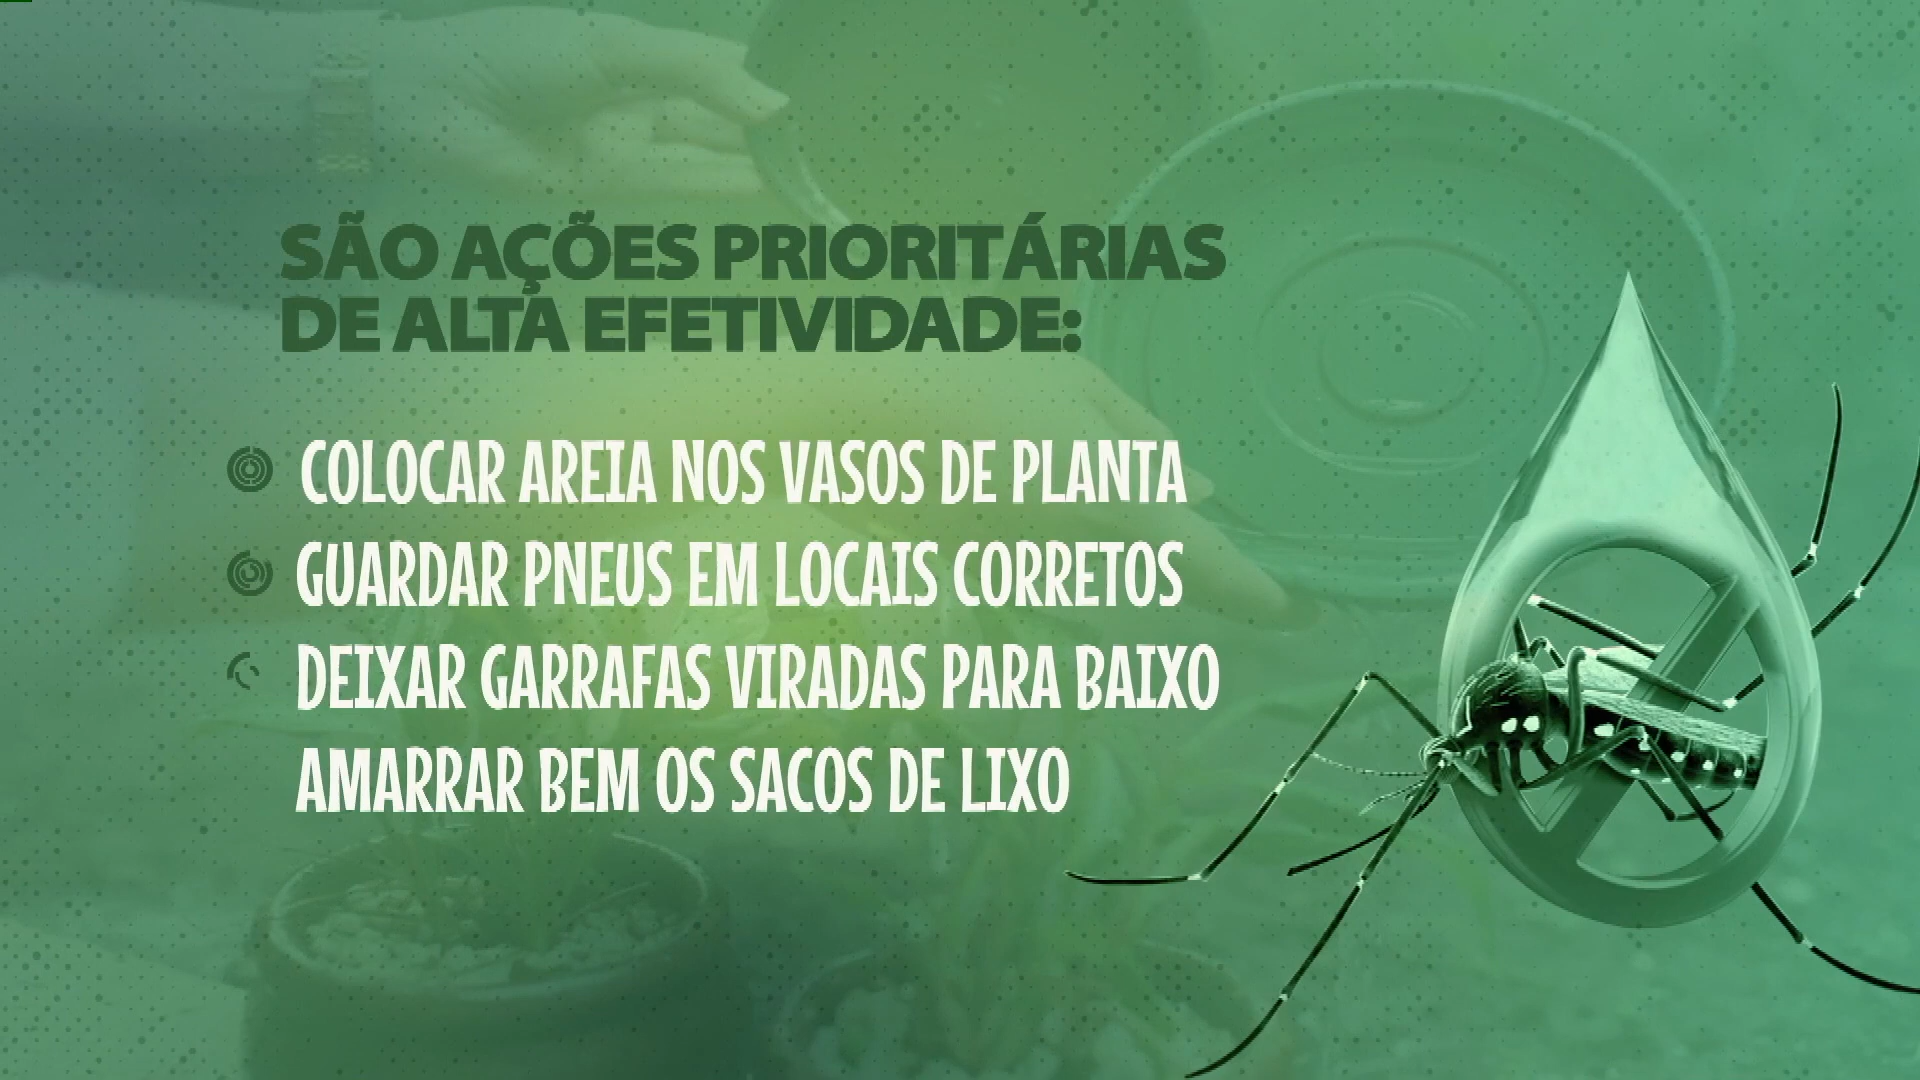 SÃO AÇÕES PRIORITÁRIAS
DE ALTA EFETIVIDADE:
COLOCAR AREIA NOS VASOS DE PLANTA
GUARDAR PNEUS EM LOCAIS CORRETOS
DEIXAR GARRAFAS VIRADAS PARA BAIXO
AMARRAR BEM OS SACOS DE LIXO